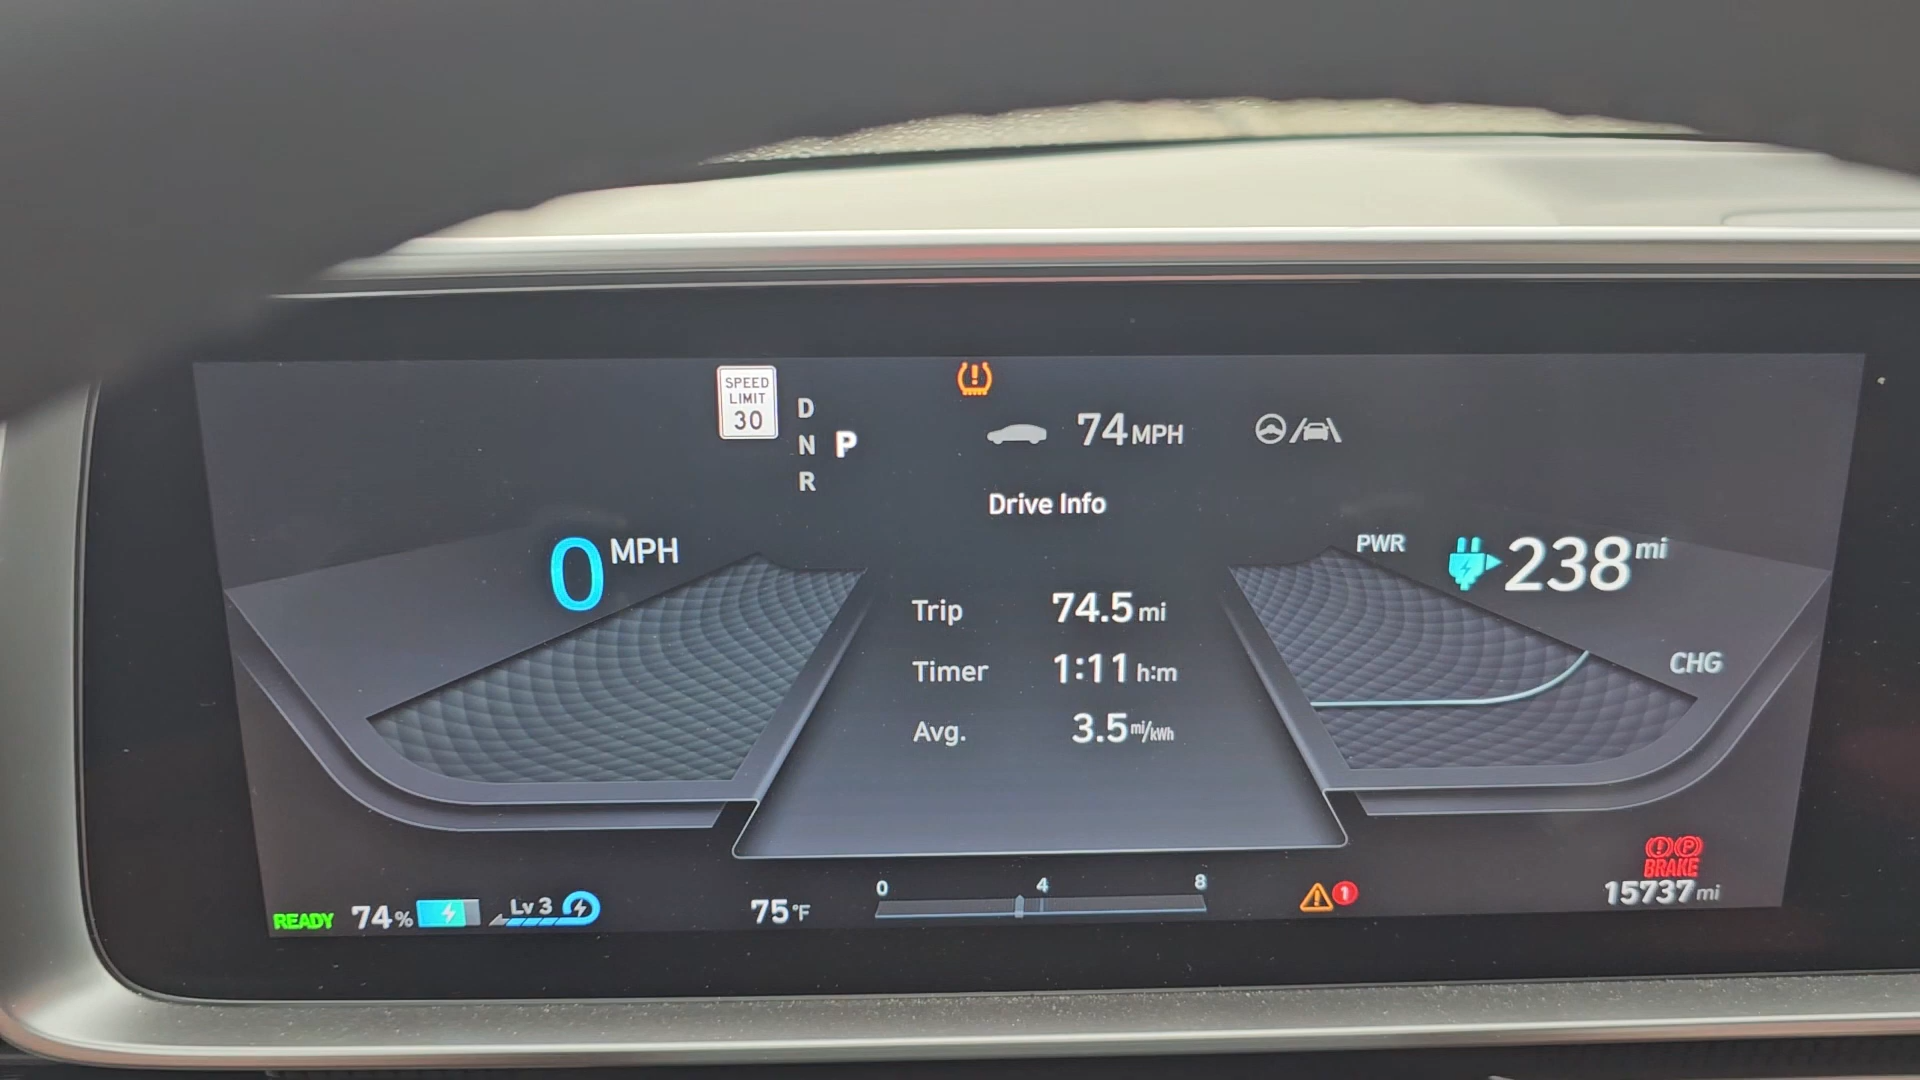 SPEED
LIMIT
30
D
N P
R
74 MPH
Drive Info
0 MPH
PWR
238 mi
CHG
Trip 74.5 mi
Timer 1:11 h:m
Avg. 3.5 mi/kWh
READY 74% Lv 3 75°F
0 4 8
1
BRAKE
15737 mi